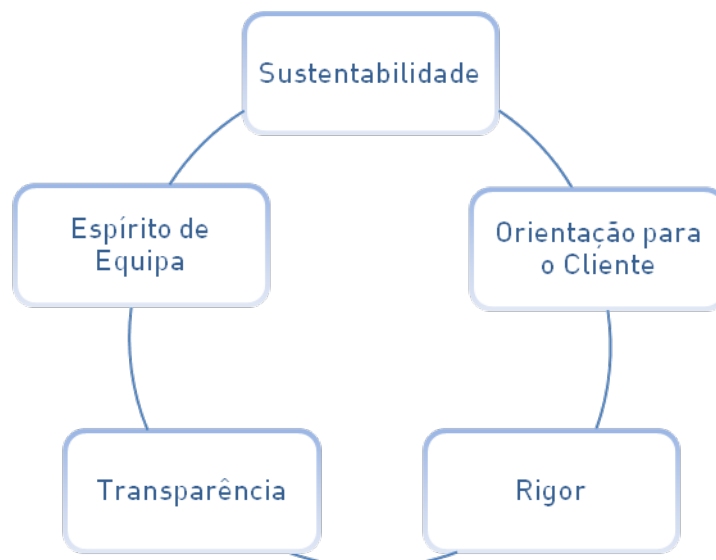 Sustentabilidade
Espírito de
Equipa
Orientação para
o Cliente
Transparência
Rigor